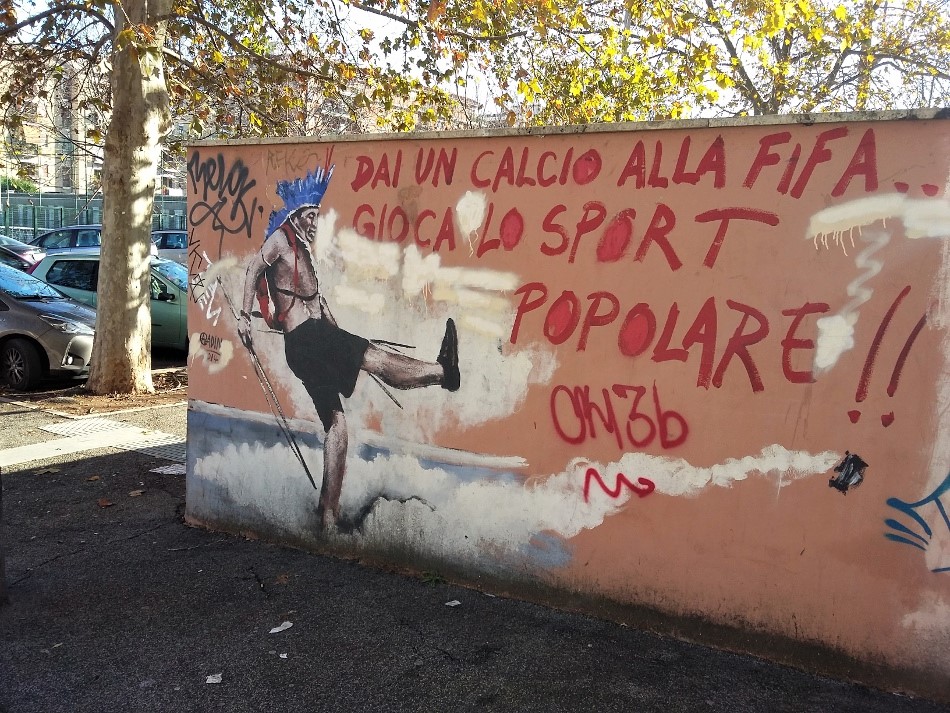 DAI UN CALCIO ALLA FIFA..
GIOCA LO SPORT
POPOLARE!!